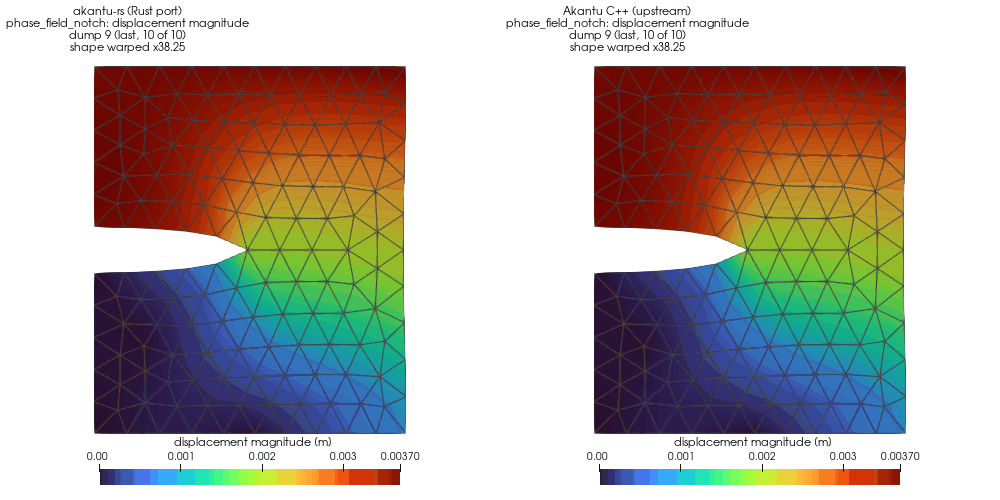 akantu-rs (Rust port)
phase_field_notch: displacement magnitude
dump 9 (last, 10 of 10)
shape warped x38.25
displacement magnitude (m)
0.00 0.001 0.002 0.003 0.00370
Akantu C++ (upstream)
phase_field_notch: displacement magnitude
dump 9 (last, 10 of 10)
shape warped x38.25
displacement magnitude (m)
0.00 0.001 0.002 0.003 0.00370